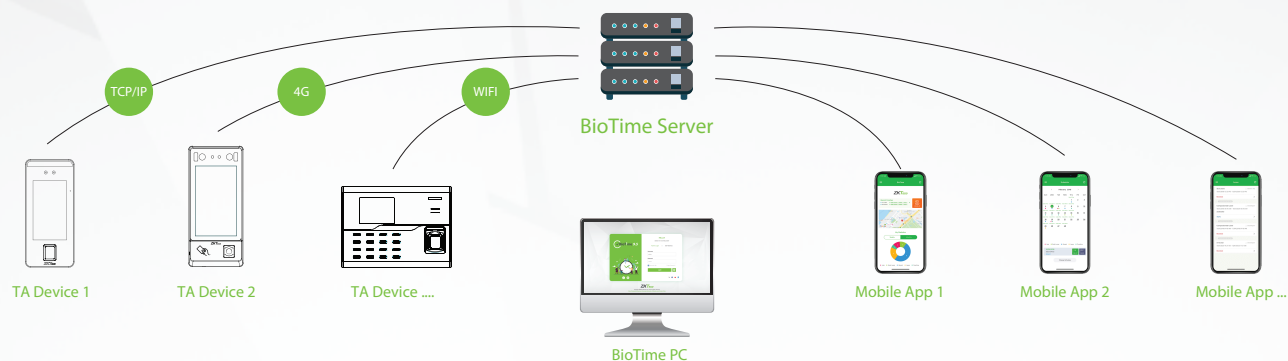 TCP/IP
4G
WIFI
BioTime Server
TA Device 1
TA Device 2
TA Device ....
Mobile App 1
Mobile App 2
Mobile App ...
BioTime PC